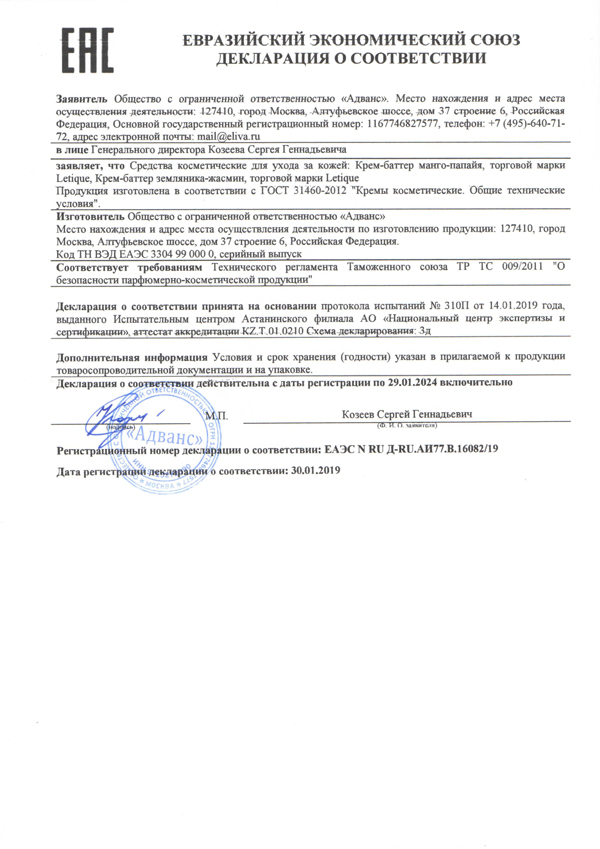 EAC
ЕВРАЗИЙСКИЙ ЭКОНОМИЧЕСКИЙ СОЮЗ
ДЕКЛАРАЦИЯ О СООТВЕТСТВИИ
Заявитель Общество с ограниченной ответственностью «Адванс». Место нахождения и адрес места
осуществления деятельности: 127410, город Москва, Алтуфьевское шоссе, дом 37 строение 6, Российская
Федерация, Основной государственный регистрационный номер: 1167746827577, телефон: +7 (495)-640-71-
72, адрес электронной почты: mail@eliva.ru
в лице Генерального директора Козеева Сергея Геннадьевича
заявляет, что Средства косметические для ухода за кожей: Крем-баттер манго-папайя, торговой марки
Letique, Крем-баттер земляника-жасмин, торговой марки Letique
Продукция изготовлена в соответствии с ГОСТ 31460-2012 "Кремы косметические. Общие технические
условия".
Изготовитель Общество с ограниченной ответственностью «Адванс»
Место нахождения и адрес места осуществления деятельности по изготовлению продукции: 127410, город
Москва, Алтуфьевское шоссе, дом 37 строение 6, Российская Федерация.
Код ТН ВЭД ЕАЭС 3304 99 000 0, серийный выпуск
Соответствует требованиям Технического регламента Таможенного союза ТР ТС 009/2011 "О
безопасности парфюмерно-косметической продукции"
Декларация о соответствии принята на основании протокола испытаний № 310П от 14.01.2019 года,
выданного Испытательным центром Астанинского филиала АО «Национальный центр экспертизы и
сертификации», аттестат аккредитации KZ.T.01.0210 Схема декларирования: 3д
Дополнительная информация Условия и срок хранения (годности) указан в прилагаемой к продукции
товаросопроводительной документации и на упаковке.
Декларация о соответствии действительна с даты регистрации по 29.01.2024 включительно
М.П.
Козеев Сергей Геннадьевич
(подпись)
(Ф. И. О. заявителя)
«Адванс»
Регистрационный номер декларации о соответствии: ЕАЭС N RU Д-RU.АИ77.В.16082/19
Дата регистрации декларации о соответствии: 30.01.2019